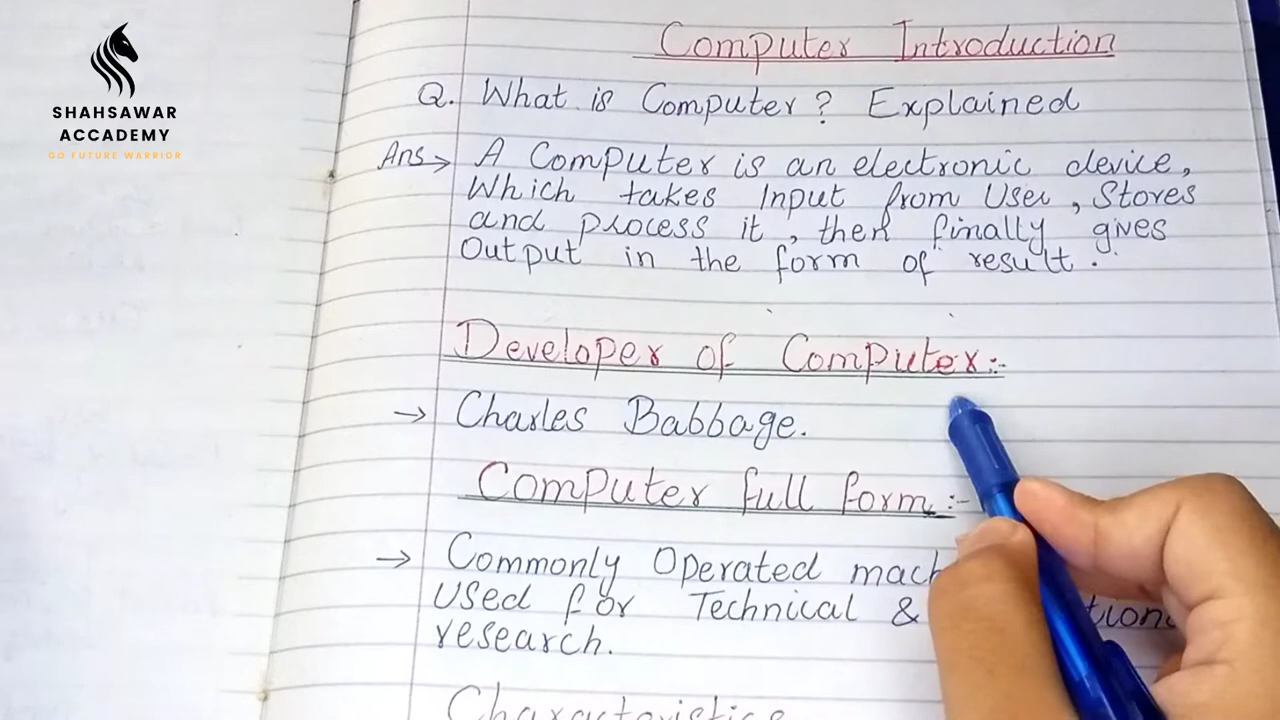 SHAHSAWAR
ACCADEMY
GO FUTURE WARRIOR
Computer Introduction
Q. What is Computer? Explained
Ans→ A Computer is an electronic device,
Which takes Input from User, Stores
and process it, then finally gives
Output in the form of result.
Developer of Computer:-
→ Charles Babbage.
Computer full form:-
→ Commonly Operated
Used for Technical &
research.
Characteristics